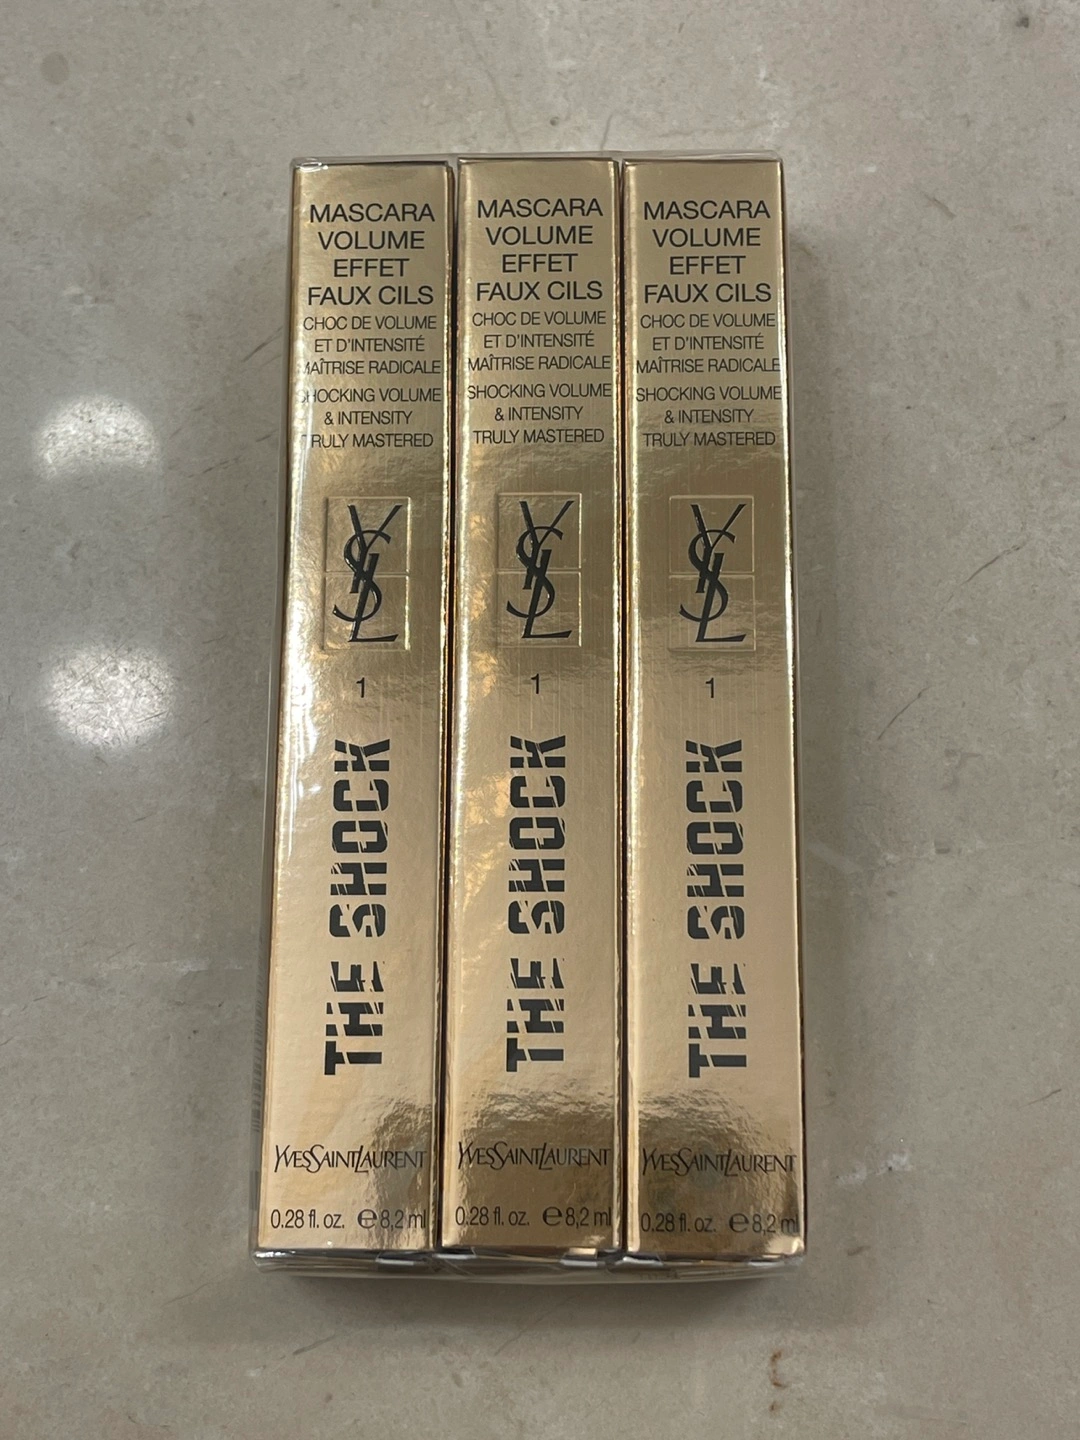 MASCARA
VOLUME
EFFET
FAUX CILS
CHOC DE VOLUME
ET D'INTENSITÉ
MAÎTRISE RADICALE
SHOCKING VOLUME
& INTENSITY
TRULY MASTERED
YSL
1
THE SHOCK
YVESSAINTLAURENT
0.28 fl. oz. ℮ 8,2 ml
MASCARA
VOLUME
EFFET
FAUX CILS
CHOC DE VOLUME
ET D'INTENSITÉ
MAÎTRISE RADICALE
SHOCKING VOLUME
& INTENSITY
TRULY MASTERED
YSL
1
THE SHOCK
YVESSAINTLAURENT
0.28 fl. oz. ℮ 8,2 ml
MASCARA
VOLUME
EFFET
FAUX CILS
CHOC DE VOLUME
ET D'INTENSITÉ
MAÎTRISE RADICALE
SHOCKING VOLUME
& INTENSITY
TRULY MASTERED
YSL
1
THE SHOCK
YVESSAINTLAURENT
0.28 fl. oz. ℮ 8,2 ml